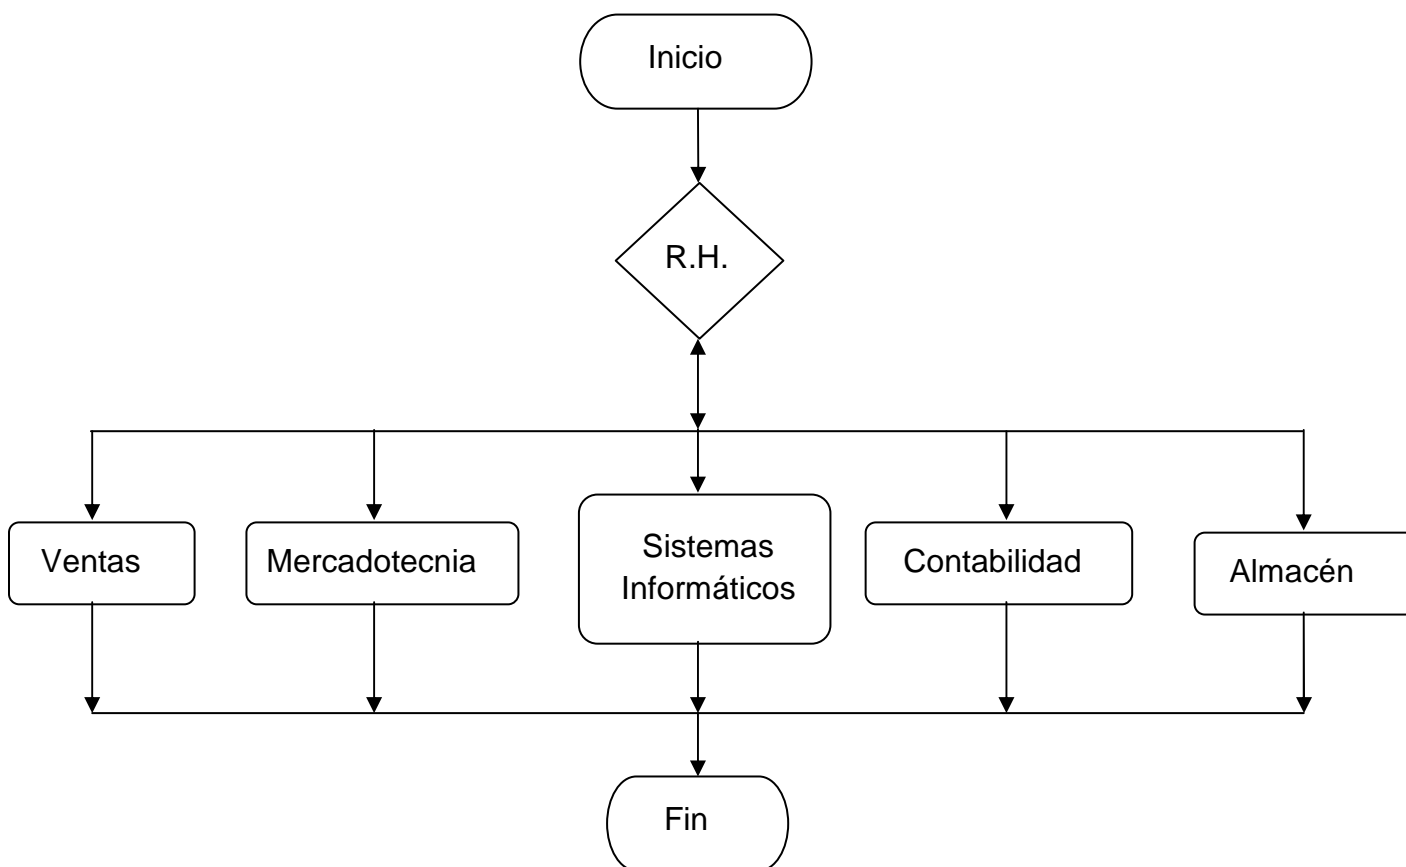 Inicio
R.H.
Ventas
Mercadotecnia
Sistemas
Informáticos
Contabilidad
Almacén
Fin